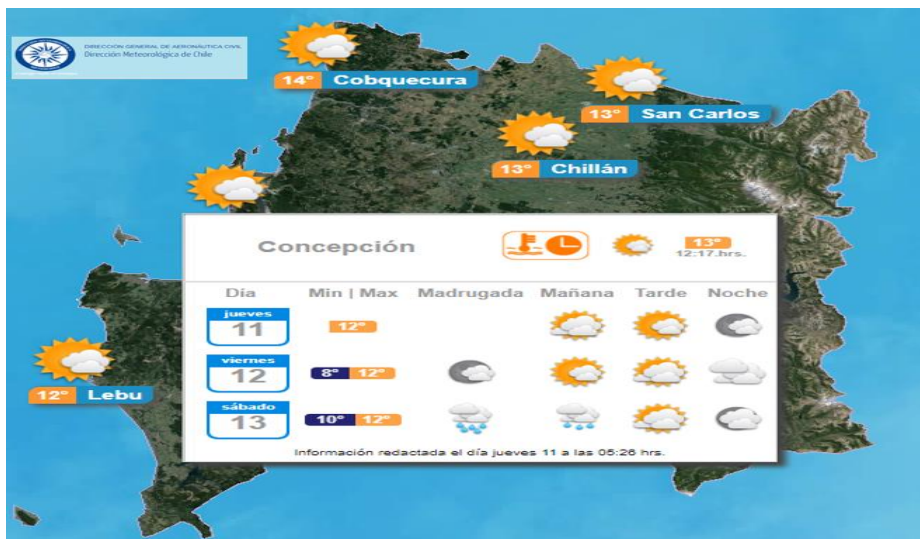 DIRECCIÓN GENERAL DE AERONÁUTICA CIVIL
Dirección Meteorológica de Chile
14° Cobquecura
13° San Carlos
13° Chillán
Concepción
13°
12:17.hrs.
Día Min | Max Madrugada Mañana Tarde Noche
jueves
11
12°
viernes
12
8° 12°
sábado
13
10° 12°
Información redactada el día jueves 11 a las 05:26 hrs.
12° Lebu